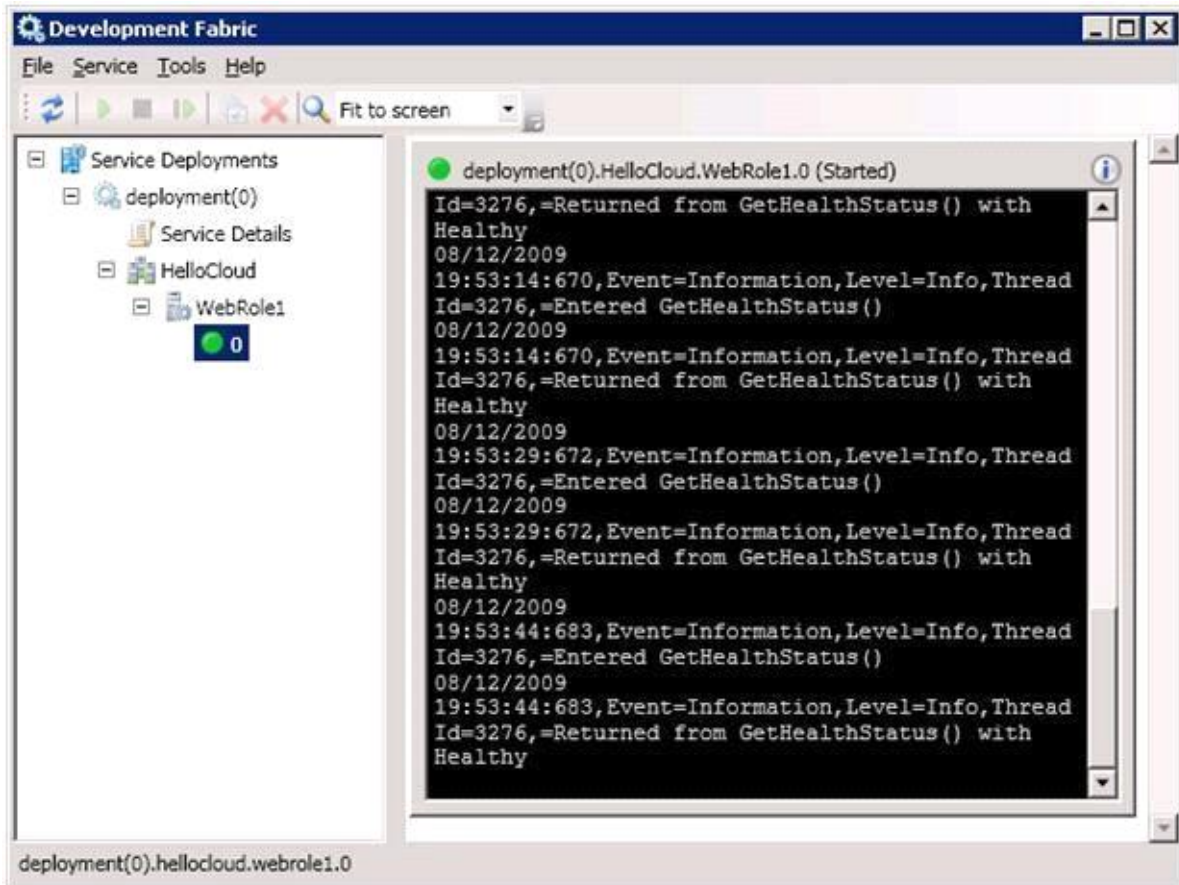 Development Fabric
File Service Tools Help
Fit to screen
Service Deployments
deployment(0)
Service Details
HelloCloud
WebRole1
0
deployment(0).HelloCloud.WebRole1.0 (Started)
Id=3276,=Returned from GetHealthStatus() with
Healthy
08/12/2009
19:53:14:670,Event=Information,Level=Info,Thread
Id=3276,=Entered GetHealthStatus()
08/12/2009
19:53:14:670,Event=Information,Level=Info,Thread
Id=3276,=Returned from GetHealthStatus() with
Healthy
08/12/2009
19:53:29:672,Event=Information,Level=Info,Thread
Id=3276,=Entered GetHealthStatus()
08/12/2009
19:53:29:672,Event=Information,Level=Info,Thread
Id=3276,=Returned from GetHealthStatus() with
Healthy
08/12/2009
19:53:44:683,Event=Information,Level=Info,Thread
Id=3276,=Entered GetHealthStatus()
08/12/2009
19:53:44:683,Event=Information,Level=Info,Thread
Id=3276,=Returned from GetHealthStatus() with
Healthy
deployment(0).hellocloud.webrole1.0